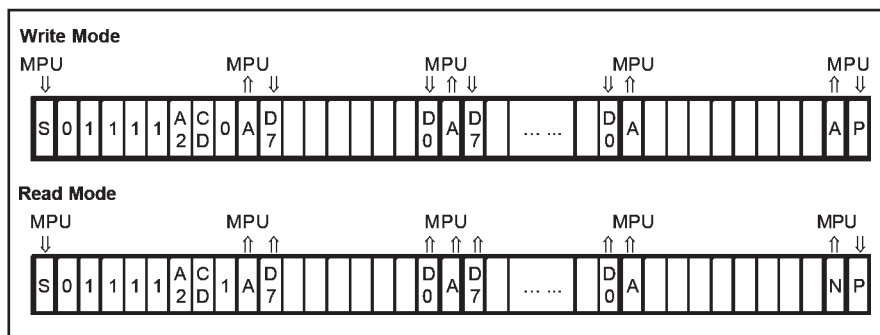 Write Mode
MPU MPU MPU MPU MPU
⇓ ⇑ ⇓ ⇓ ⇑ ⇓ ⇓ ⇑ ⇑ ⇓
S 0 1 1 1 1 A2 CD 0 A D7 D0 A D7 ... ... D0 A A P
Read Mode
MPU MPU MPU MPU MPU
⇓ ⇑ ⇑ ⇑ ⇑ ⇑ ⇑ ⇑ ⇑ ⇓
S 0 1 1 1 1 A2 CD 1 A D7 D0 A D7 ... ... D0 A N P